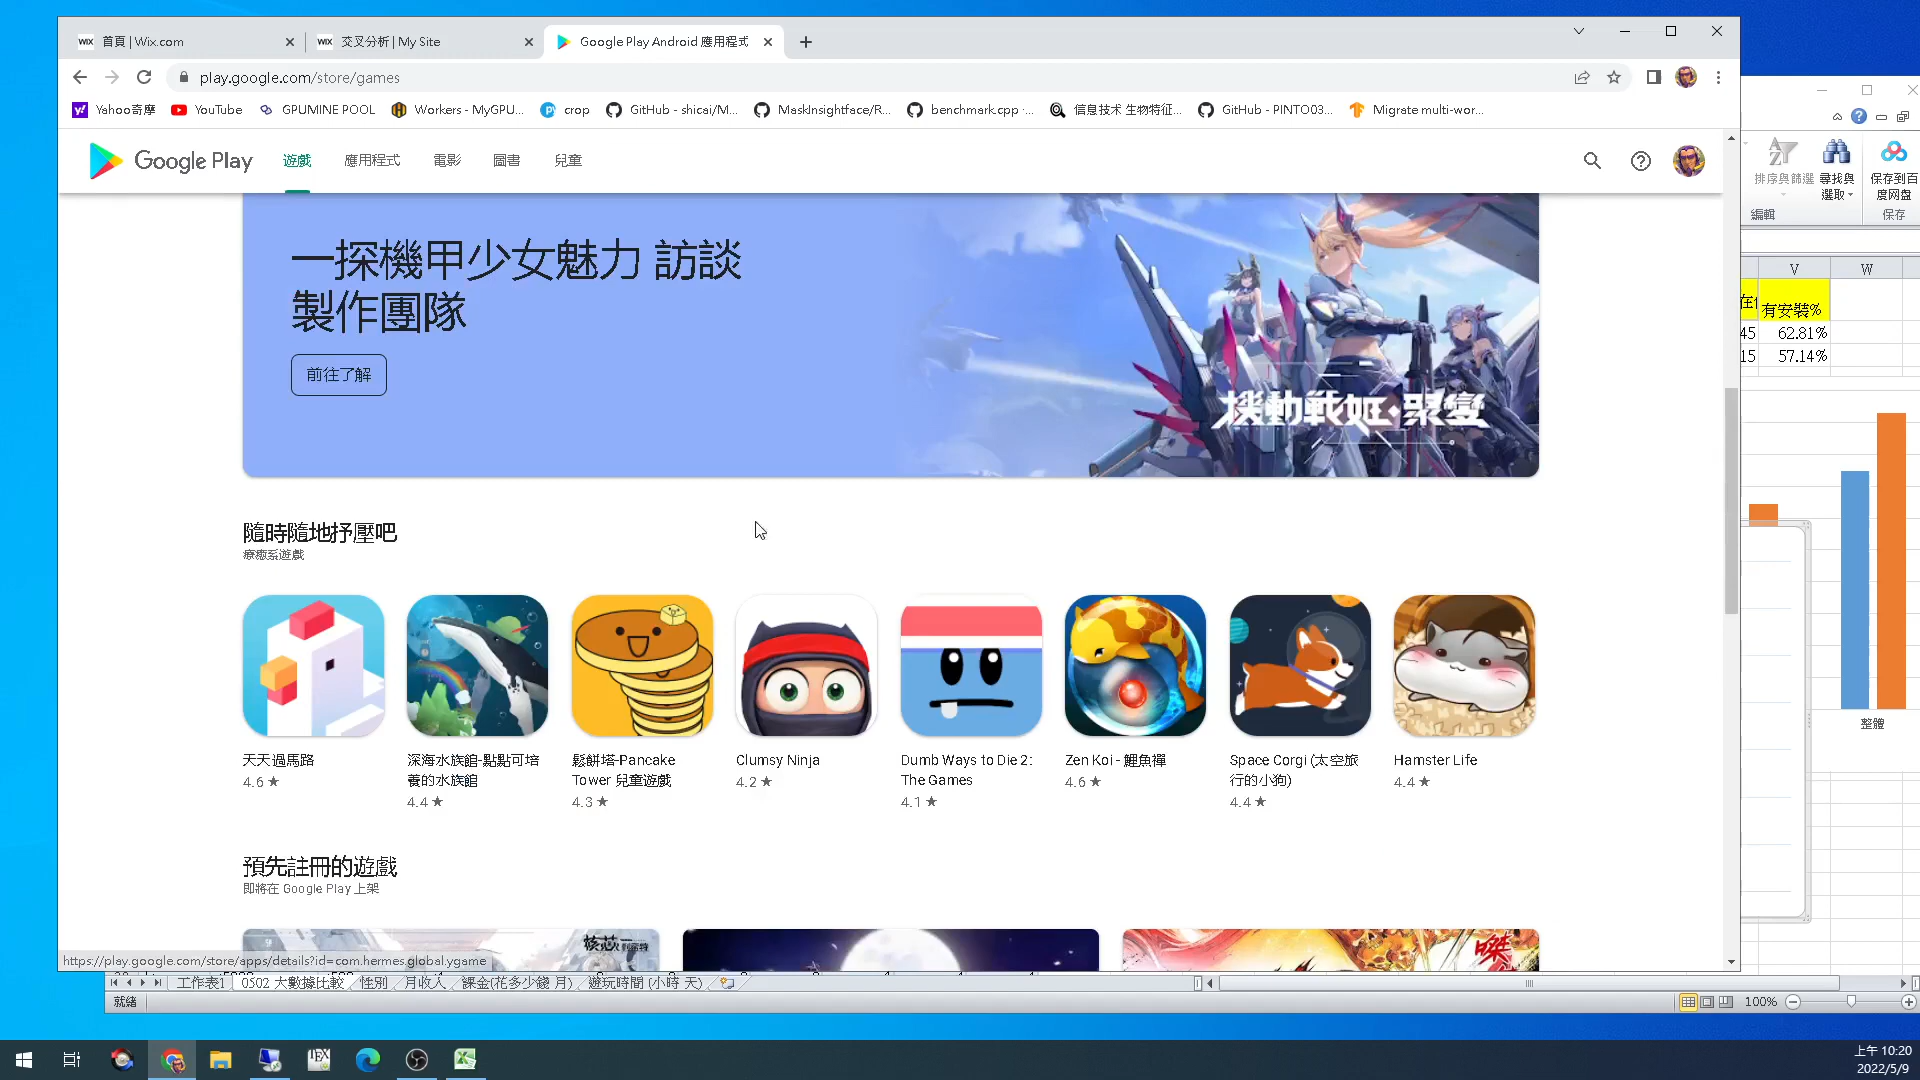 首頁 | Wix.com
交叉分析 | My Site
Google Play Android 應用程式
play.google.com/store/games
Yahoo奇摩
YouTube
GPUMINE POOL
Workers - MyGPU...
crop
GitHub - shicai/M...
MaskInsightface/R...
benchmark.cpp ·...
信息技术 生物特征...
GitHub - PINTO03...
Migrate multi-wor...
Google Play
遊戲
應用程式
電影
圖書
兒童
一探機甲少女魅力 訪談
製作團隊
前往了解
機動戰姬·聚變
隨時隨地抒壓吧
療癒系遊戲
天天過馬路
4.6 ★
深海水族館-點點可培
養的水族館
4.4 ★
鬆餅塔-Pancake
Tower 兒童遊戲
4.3 ★
Clumsy Ninja
4.2 ★
Dumb Ways to Die 2:
The Games
4.1 ★
Zen Koi - 鯉魚禪
4.6 ★
Space Corgi (太空旅
行的小狗)
4.4 ★
Hamster Life
4.4 ★
預先註冊的遊戲
即將在 Google Play 上架
https://play.google.com/store/apps/details?id=com.hermes.global.ygame
排序與篩選
尋找與
選取
保存到百
度网盘
編輯
保存
V
W
有安裝%
45
62.81%
15
57.14%
整體
工作表1
0502 大數據比較
性別
月收入
課金(花多少錢 月)
遊玩時間 (小時 天)
就緒
100%
上午 10:20
2022/5/9